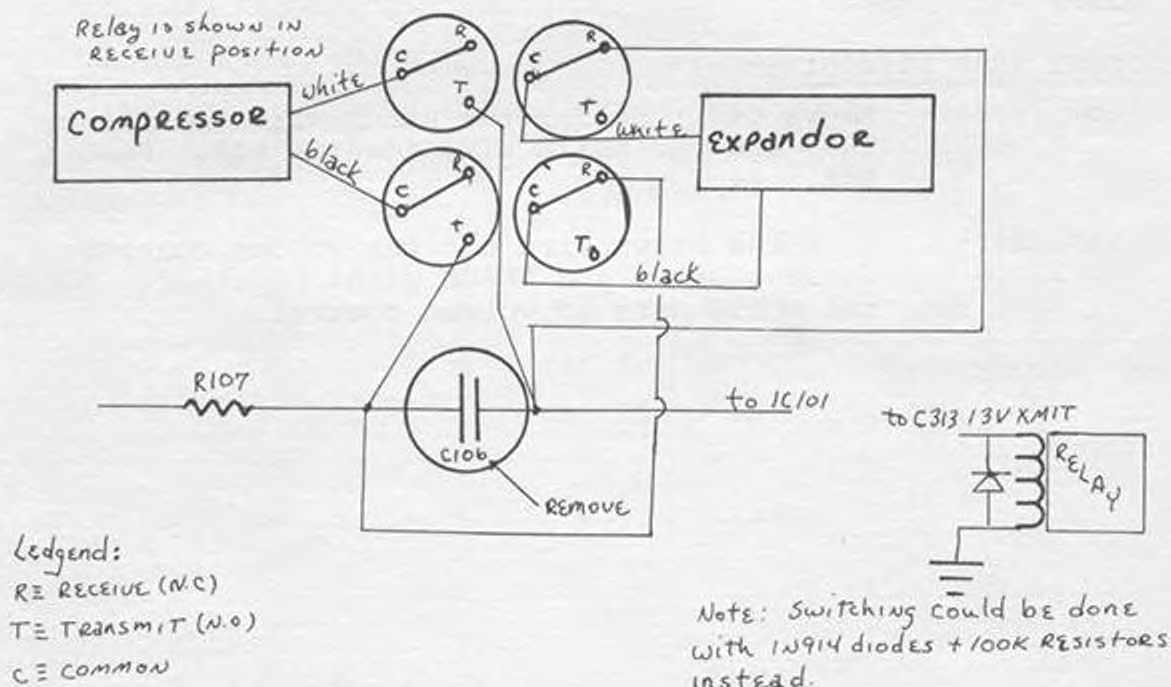 Relay is shown in
RECEIVE position
COMPRESSOR
white
black
C
R
T
C
R
T
C
R
T
C
R
T
white
black
EXPANDOR
R107
C106
REMOVE
to IC101
to C313 13V XMIT
RELAY
Ledgend:
R≡ RECEIVE (N.C)
T≡ TRANSMIT (N.O)
C≡ COMMON
Note: Switching could be done
with 1N914 diodes + 100K RESISTORS
instead.